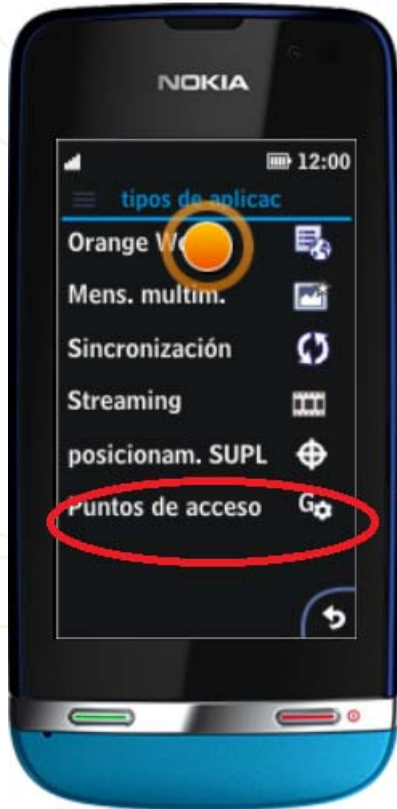 NOKIA
12:00
tipos de aplicac
Orange
Mens. multim.
Sincronización
Streaming
posicionam. SUPL
Puntos de acceso